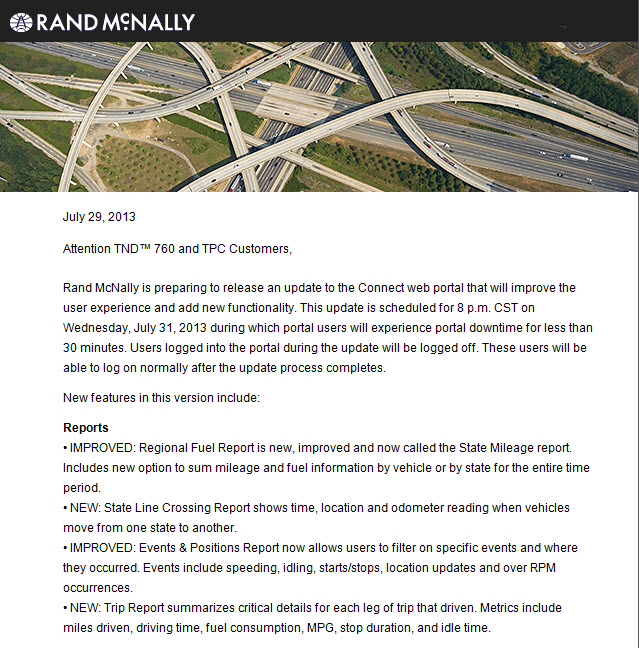 RAND McNALLY
July 29, 2013
Attention TND™ 760 and TPC Customers,
Rand McNally is preparing to release an update to the Connect web portal that will improve the
user experience and add new functionality. This update is scheduled for 8 p.m. CST on
Wednesday, July 31, 2013 during which portal users will experience portal downtime for less than
30 minutes. Users logged into the portal during the update will be logged off. These users will be
able to log on normally after the update process completes.
New features in this version include:
Reports
• IMPROVED: Regional Fuel Report is new, improved and now called the State Mileage report.
Includes new option to sum mileage and fuel information by vehicle or by state for the entire time
period.
• NEW: State Line Crossing Report shows time, location and odometer reading when vehicles
move from one state to another.
• IMPROVED: Events & Positions Report now allows users to filter on specific events and where
they occurred. Events include speeding, idling, starts/stops, location updates and over RPM
occurrences.
• NEW: Trip Report summarizes critical details for each leg of trip that driven. Metrics include
miles driven, driving time, fuel consumption, MPG, stop duration, and idle time.